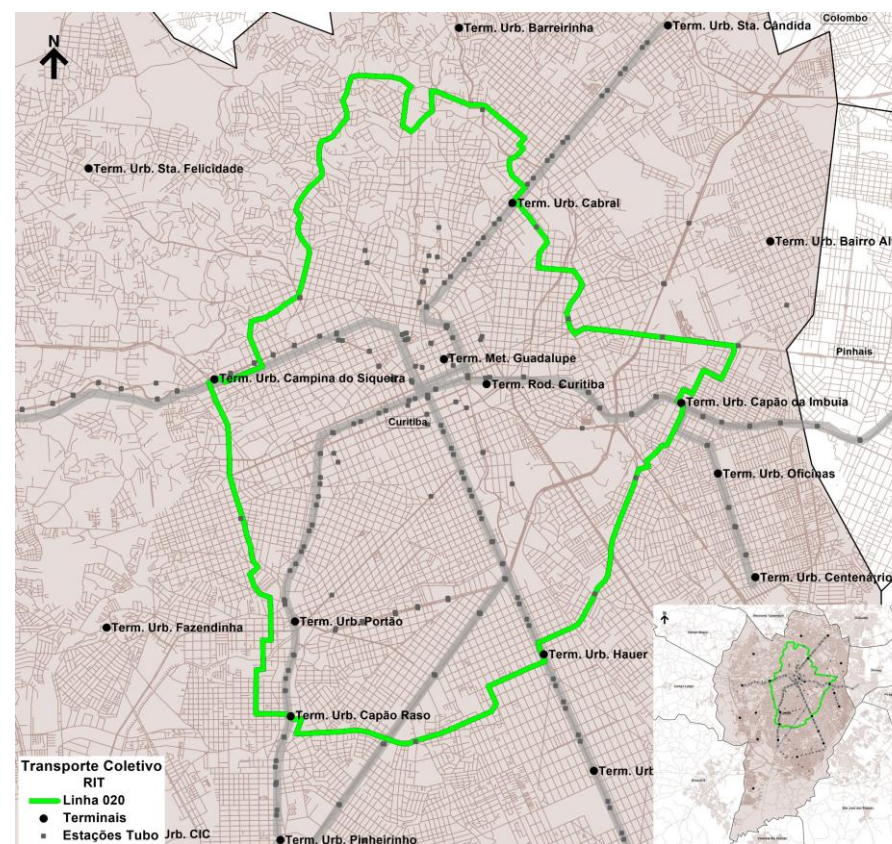 Colombo
N
Term. Urb. Barreirinha
Term. Urb. Sta. Cândida
Term. Urb. Sta. Felicidade
Term. Urb. Cabral
Term. Urb. Bairro Al
Term. Met. Guadalupe
Pinhais
Term. Urb. Campina do Siqueira
Term. Rod. Curitiba
Term. Urb. Capão da Imbuia
Curitiba
Term. Urb. Oficinas
Term. Urb. Centenário
Term. Urb. Portão
Term. Urb. Fazendinha
Term. Urb. Hauer
Term. Urb. Capão Raso
Transporte Coletivo
RIT
Linha 020
Terminais
Estações Tubo
Term. Urb
Urb. CIC
Term. Urb. Pinheirinho